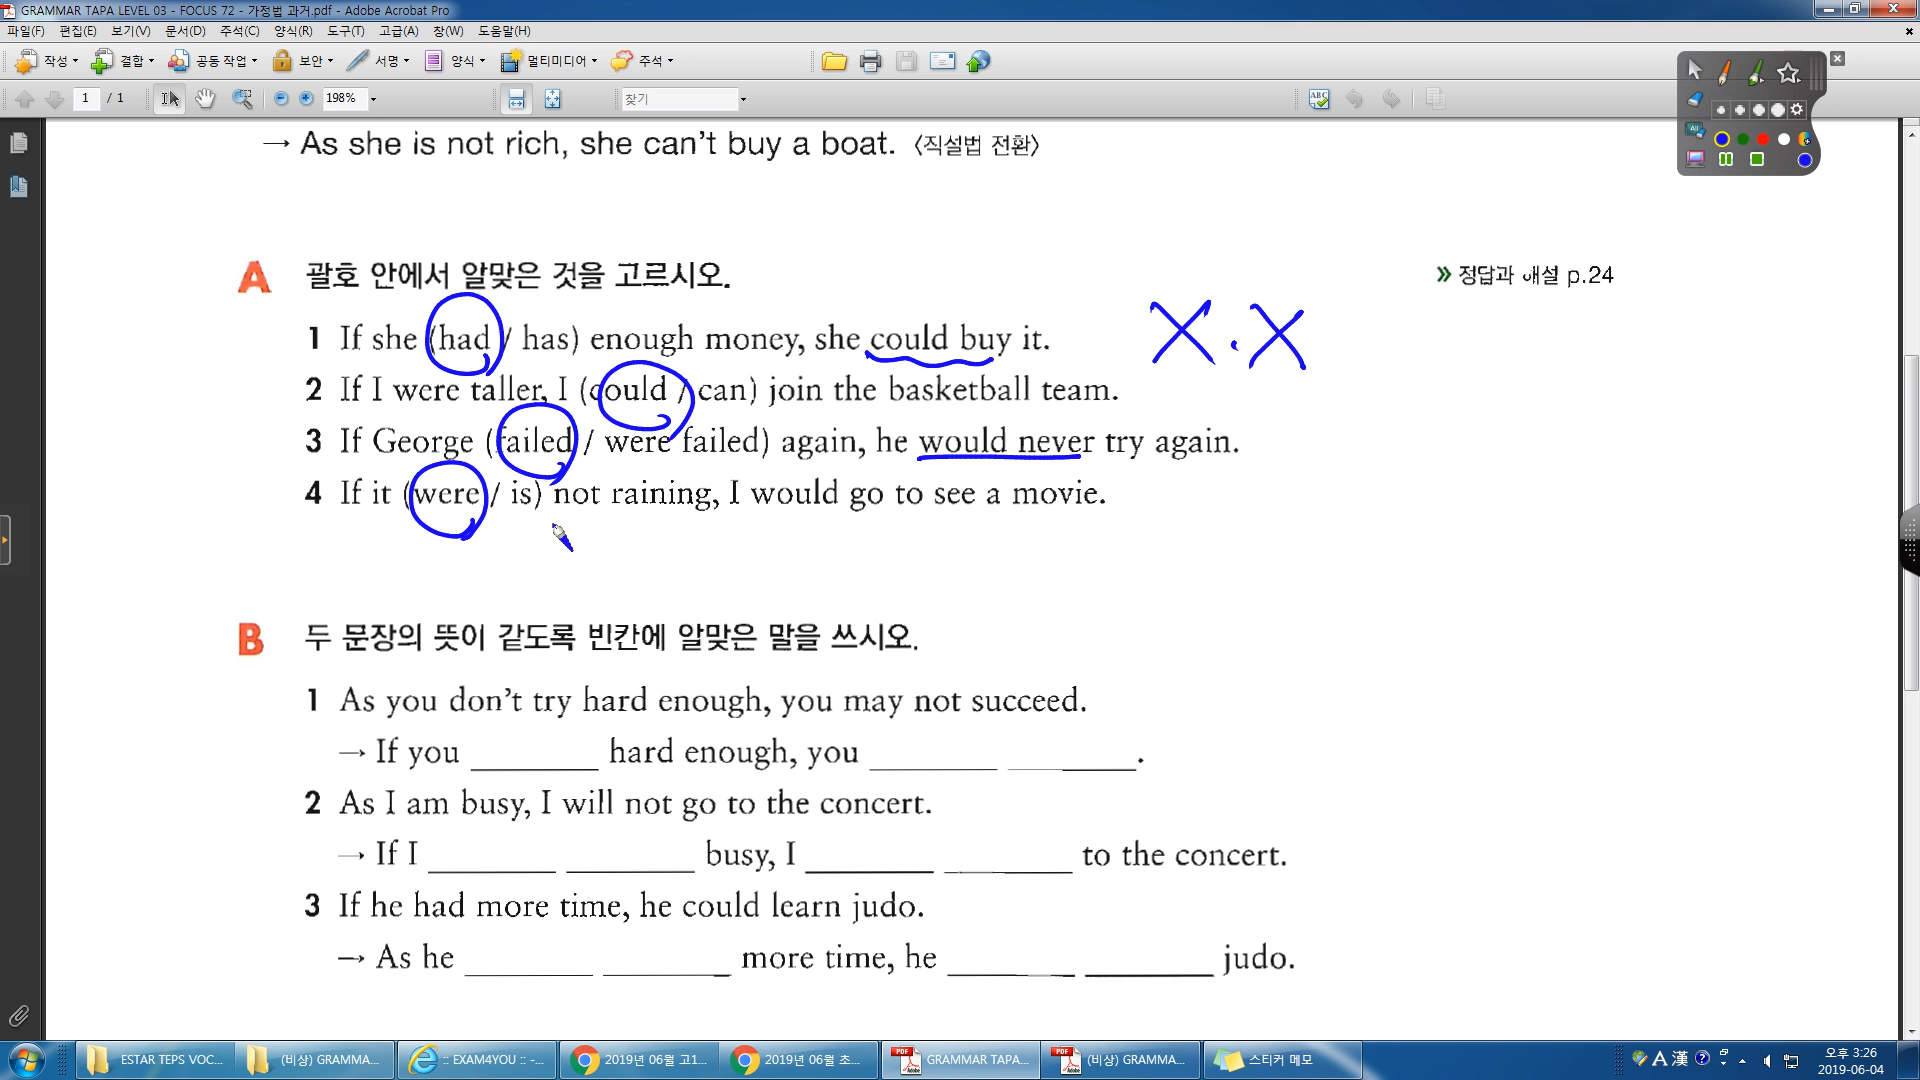 GRAMMAR TAPA LEVEL 03 - FOCUS 72 - 가정법 과거.pdf - Adobe Acrobat Pro
파일(F) 편집(E) 보기(V) 문서(D) 주석(C) 양식(R) 도구(T) 고급(A) 창(W) 도움말(H)
작성 결합 공동 작업 보안 서명 양식 멀티미디어 주석
1 / 1 198% 찾기
→ As she is not rich, she can't buy a boat. 〈직설법 전환〉
A 괄호 안에서 알맞은 것을 고르시오. » 정답과 해설 p.24
1 If she (had / has) enough money, she could buy it. X . X
2 If I were taller, I (could / can) join the basketball team.
3 If George (failed / were failed) again, he would never try again.
4 If it (were / is) not raining, I would go to see a movie.
B 두 문장의 뜻이 같도록 빈칸에 알맞은 말을 쓰시오.
1 As you don't try hard enough, you may not succeed.
→ If you ________ hard enough, you ________ ________.
2 As I am busy, I will not go to the concert.
→ If I ________ ________ busy, I ________ ________ to the concert.
3 If he had more time, he could learn judo.
→ As he ________ ________ more time, he ________ ________ judo.
ESTAR TEPS VOC... (비상) GRAMMA... :: EXAM4YOU :: -... 2019년 06월 고1... 2019년 06월 초... GRAMMAR TAPA... (비상) GRAMMA... 스티커 메모 A 漢 오후 3:26
2019-06-04